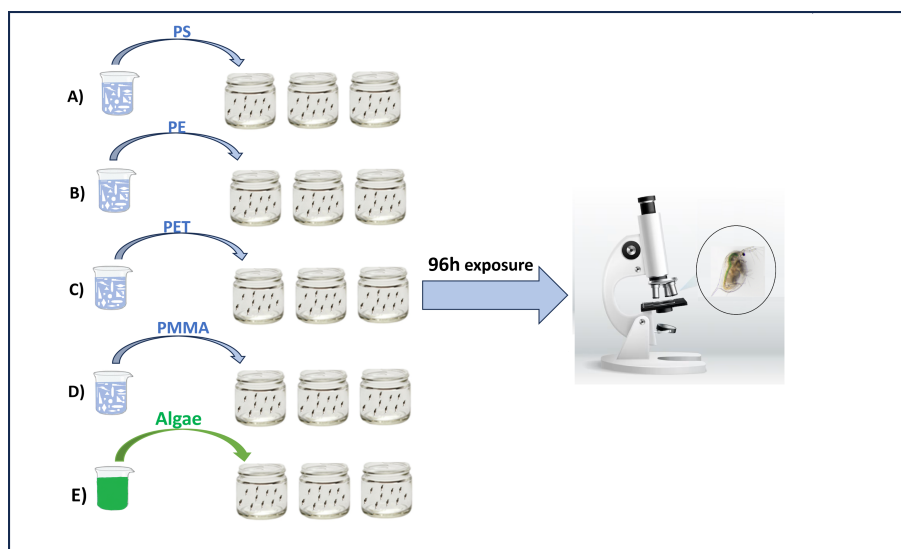 PS
A)
PE
B)
PET
C)
96h exposure
PMMA
D)
Algae
E)